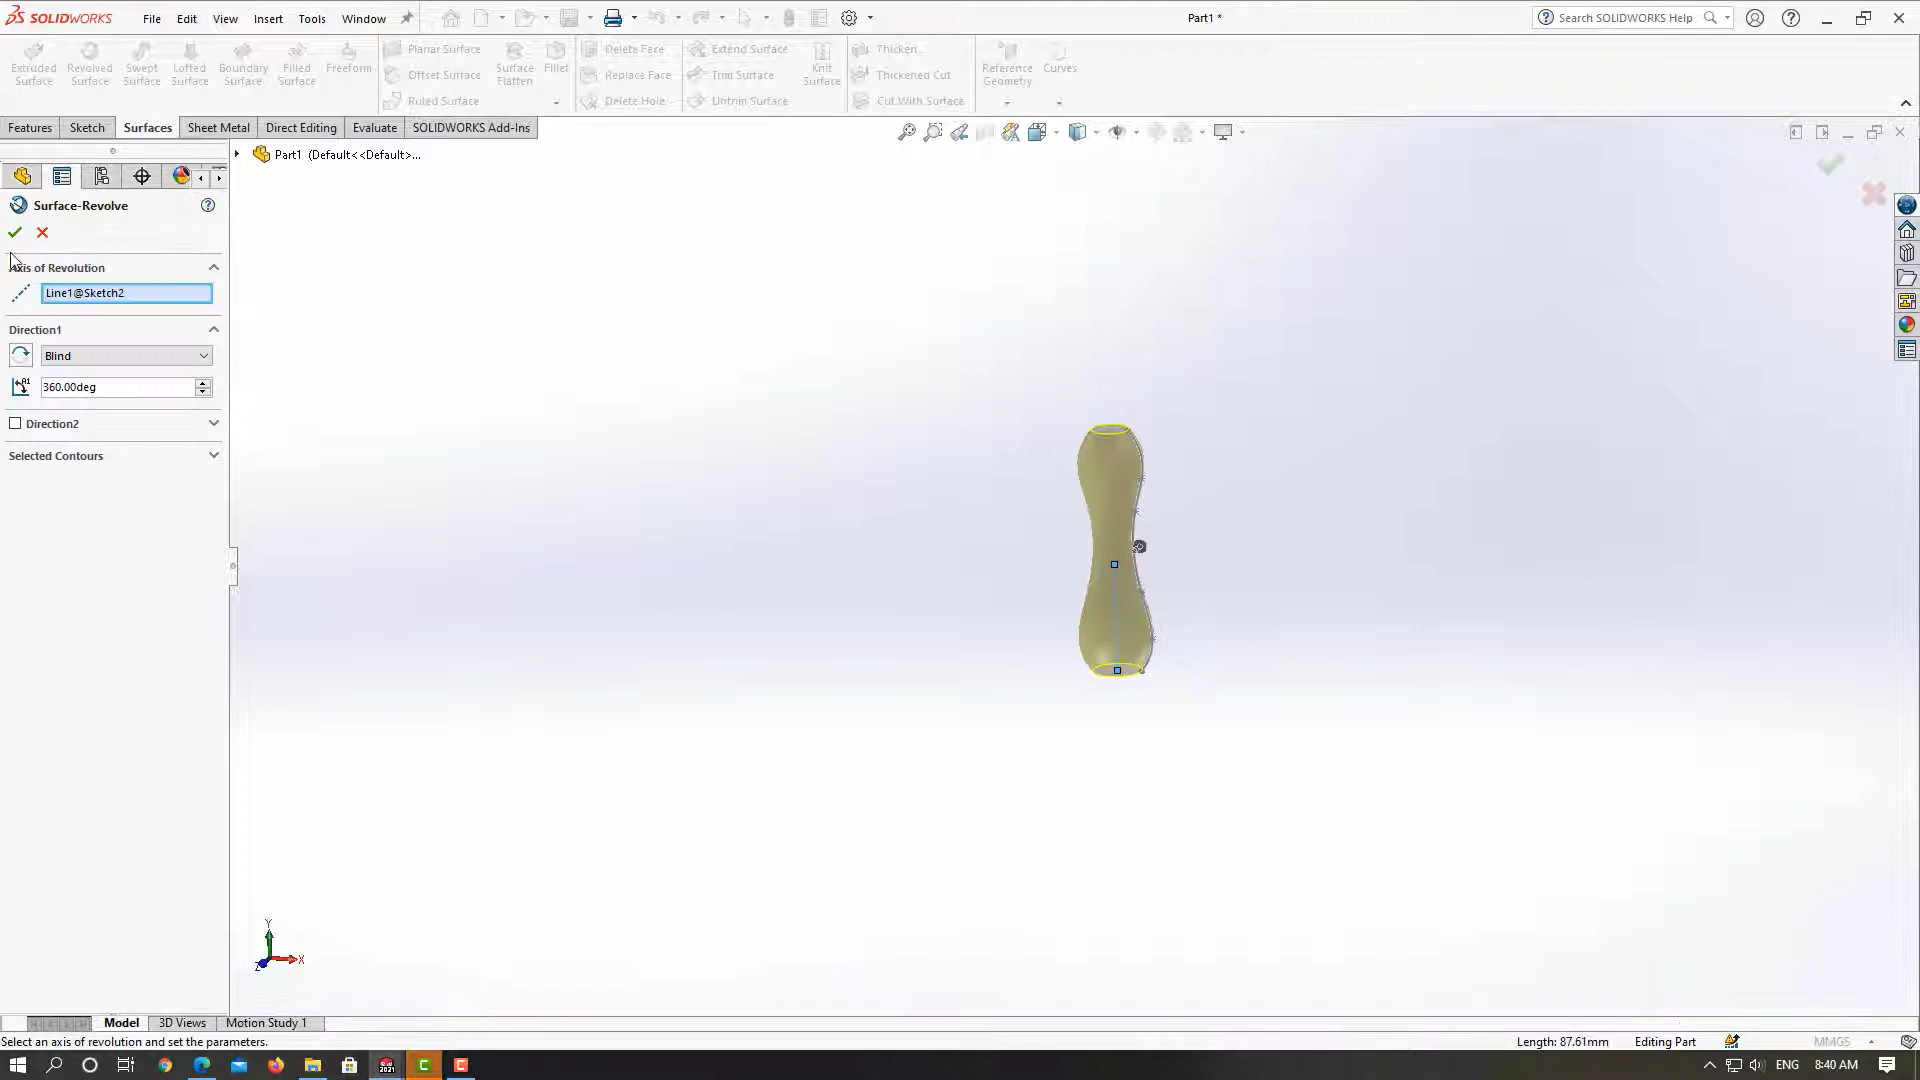 SOLIDWORKS File Edit View Insert Tools Window Part1 * Search SOLIDWORKS Help
Extruded Surface
Revolved Surface
Swept Surface
Lofted Surface
Boundary Surface
Filled Surface
Freeform
Planar Surface
Offset Surface
Ruled Surface
Surface Flatten
Fillet
Delete Face
Replace Face
Delete Hole...
Extend Surface
Trim Surface
Untrim Surface
Knit Surface
Thicken...
Thickened Cut
Cut With Surface
Reference Geometry
Curves
Features Sketch Surfaces Sheet Metal Direct Editing Evaluate SOLIDWORKS Add-Ins
Part1 (Default<<Default>...
Surface-Revolve
Axis of Revolution
Line1@Sketch2
Direction1
Blind
360.00deg
Direction2
Selected Contours
Y
X
Z
Model 3D Views Motion Study 1
Select an axis of revolution and set the parameters. Length: 87.61mm Editing Part MMGS
ENG 8:40 AM